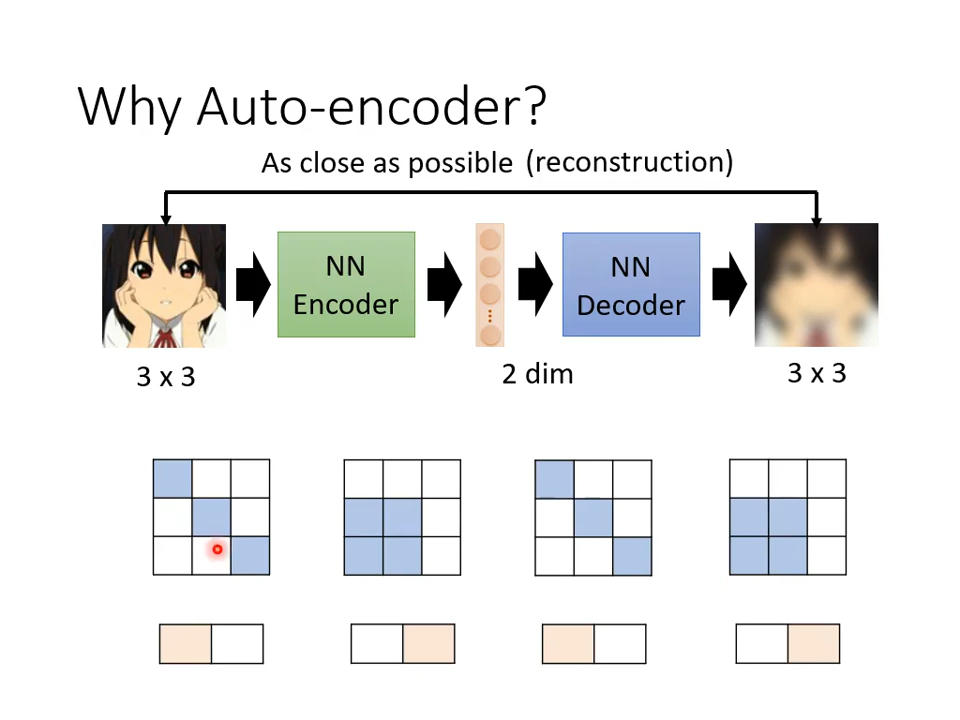 Why Auto-encoder?
As close as possible (reconstruction)
NN
Encoder
NN
Decoder
3 x 3
2 dim
3 x 3